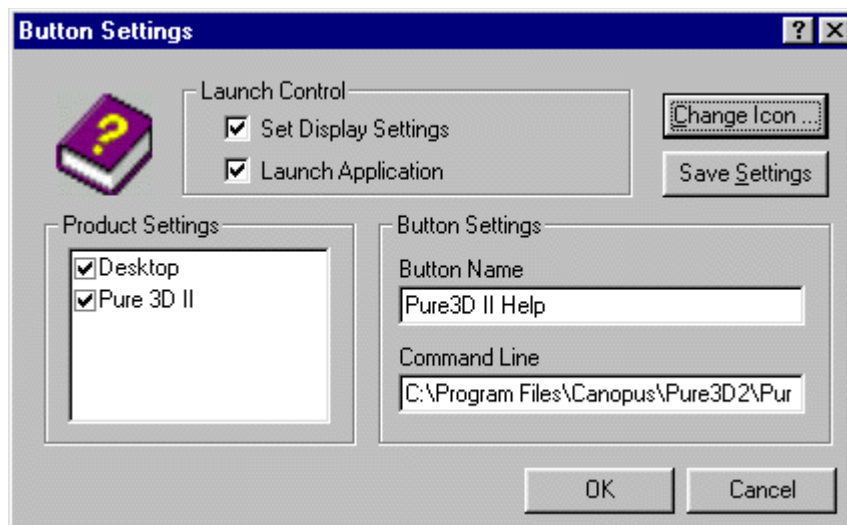 Button Settings
?
Launch Control
Set Display Settings
Launch Application
Change Icon ...
Save Settings
Product Settings
Desktop
Pure 3D II
Button Settings
Button Name
Pure3D II Help
Command Line
C:\Program Files\Canopus\Pure3D2\Pur
OK
Cancel